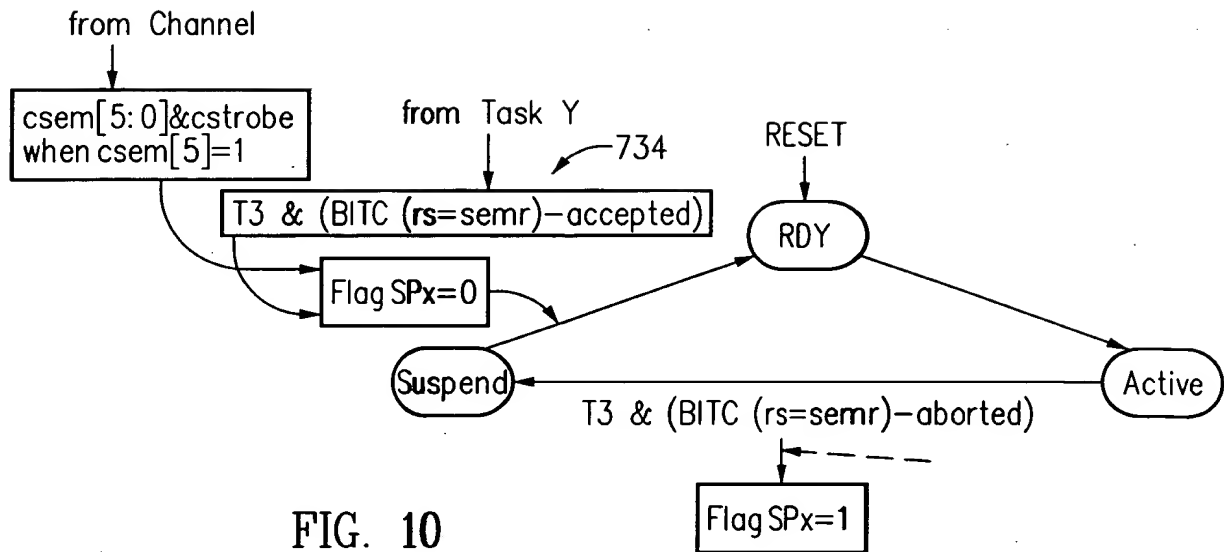 from Channel
csem[5:0]&cstrobe
when csem[5]=1
from Task Y
734
T3 & (BITC (rs=semr)-accepted)
RESET
RDY
Flag SPx=0
Suspend
Active
T3 & (BITC (rs=semr)-aborted)
Flag SPx=1
FIG. 10